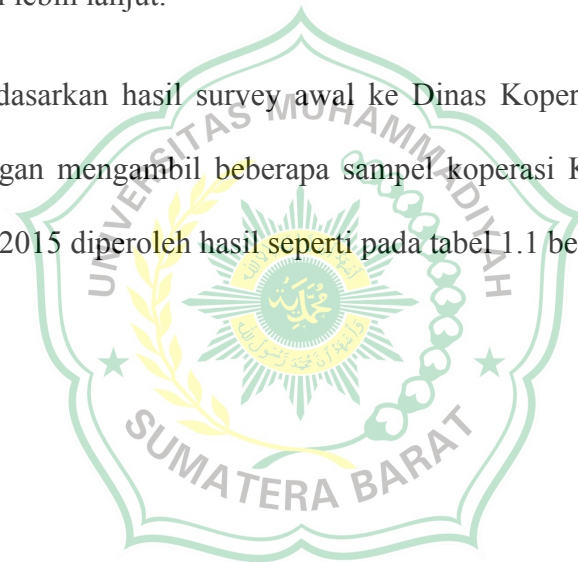 lebih lanjut.
dasarkan hasil survey awal ke Dinas Koper
gan mengambil beberapa sampel koperasi K
2015 diperoleh hasil seperti pada tabel 1.1 be
UNIVERSITAS MUHAMMADIYAH
SUMATERA BARAT